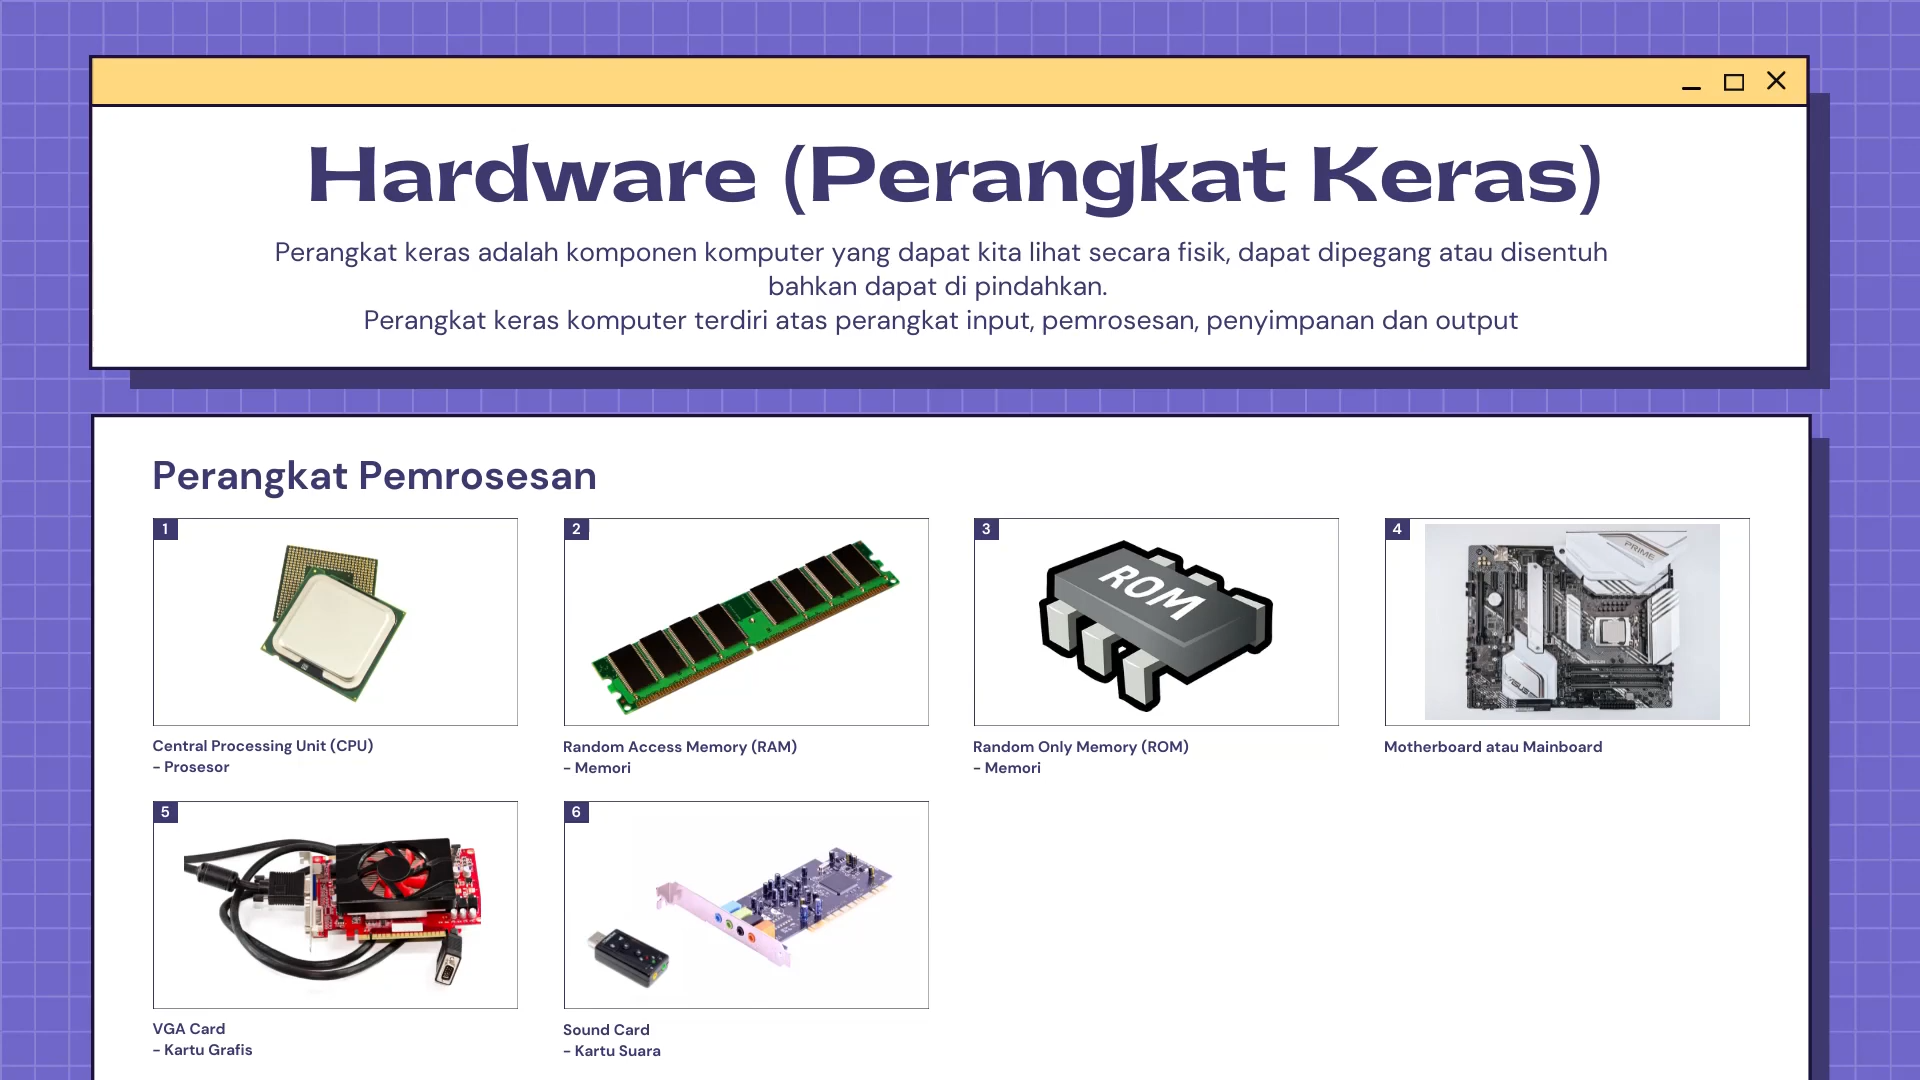 Hardware (Perangkat Keras)
Perangkat keras adalah komponen komputer yang dapat kita lihat secara fisik, dapat dipegang atau disentuh
bahkan dapat di pindahkan.
Perangkat keras komputer terdiri atas perangkat input, pemrosesan, penyimpanan dan output
Perangkat Pemrosesan
1
2
3
4
ROM
PRIME
ASUS
Central Processing Unit (CPU)
- Prosesor
Random Access Memory (RAM)
- Memori
Random Only Memory (ROM)
- Memori
Motherboard atau Mainboard
5
6
VGA Card
- Kartu Grafis
Sound Card
- Kartu Suara